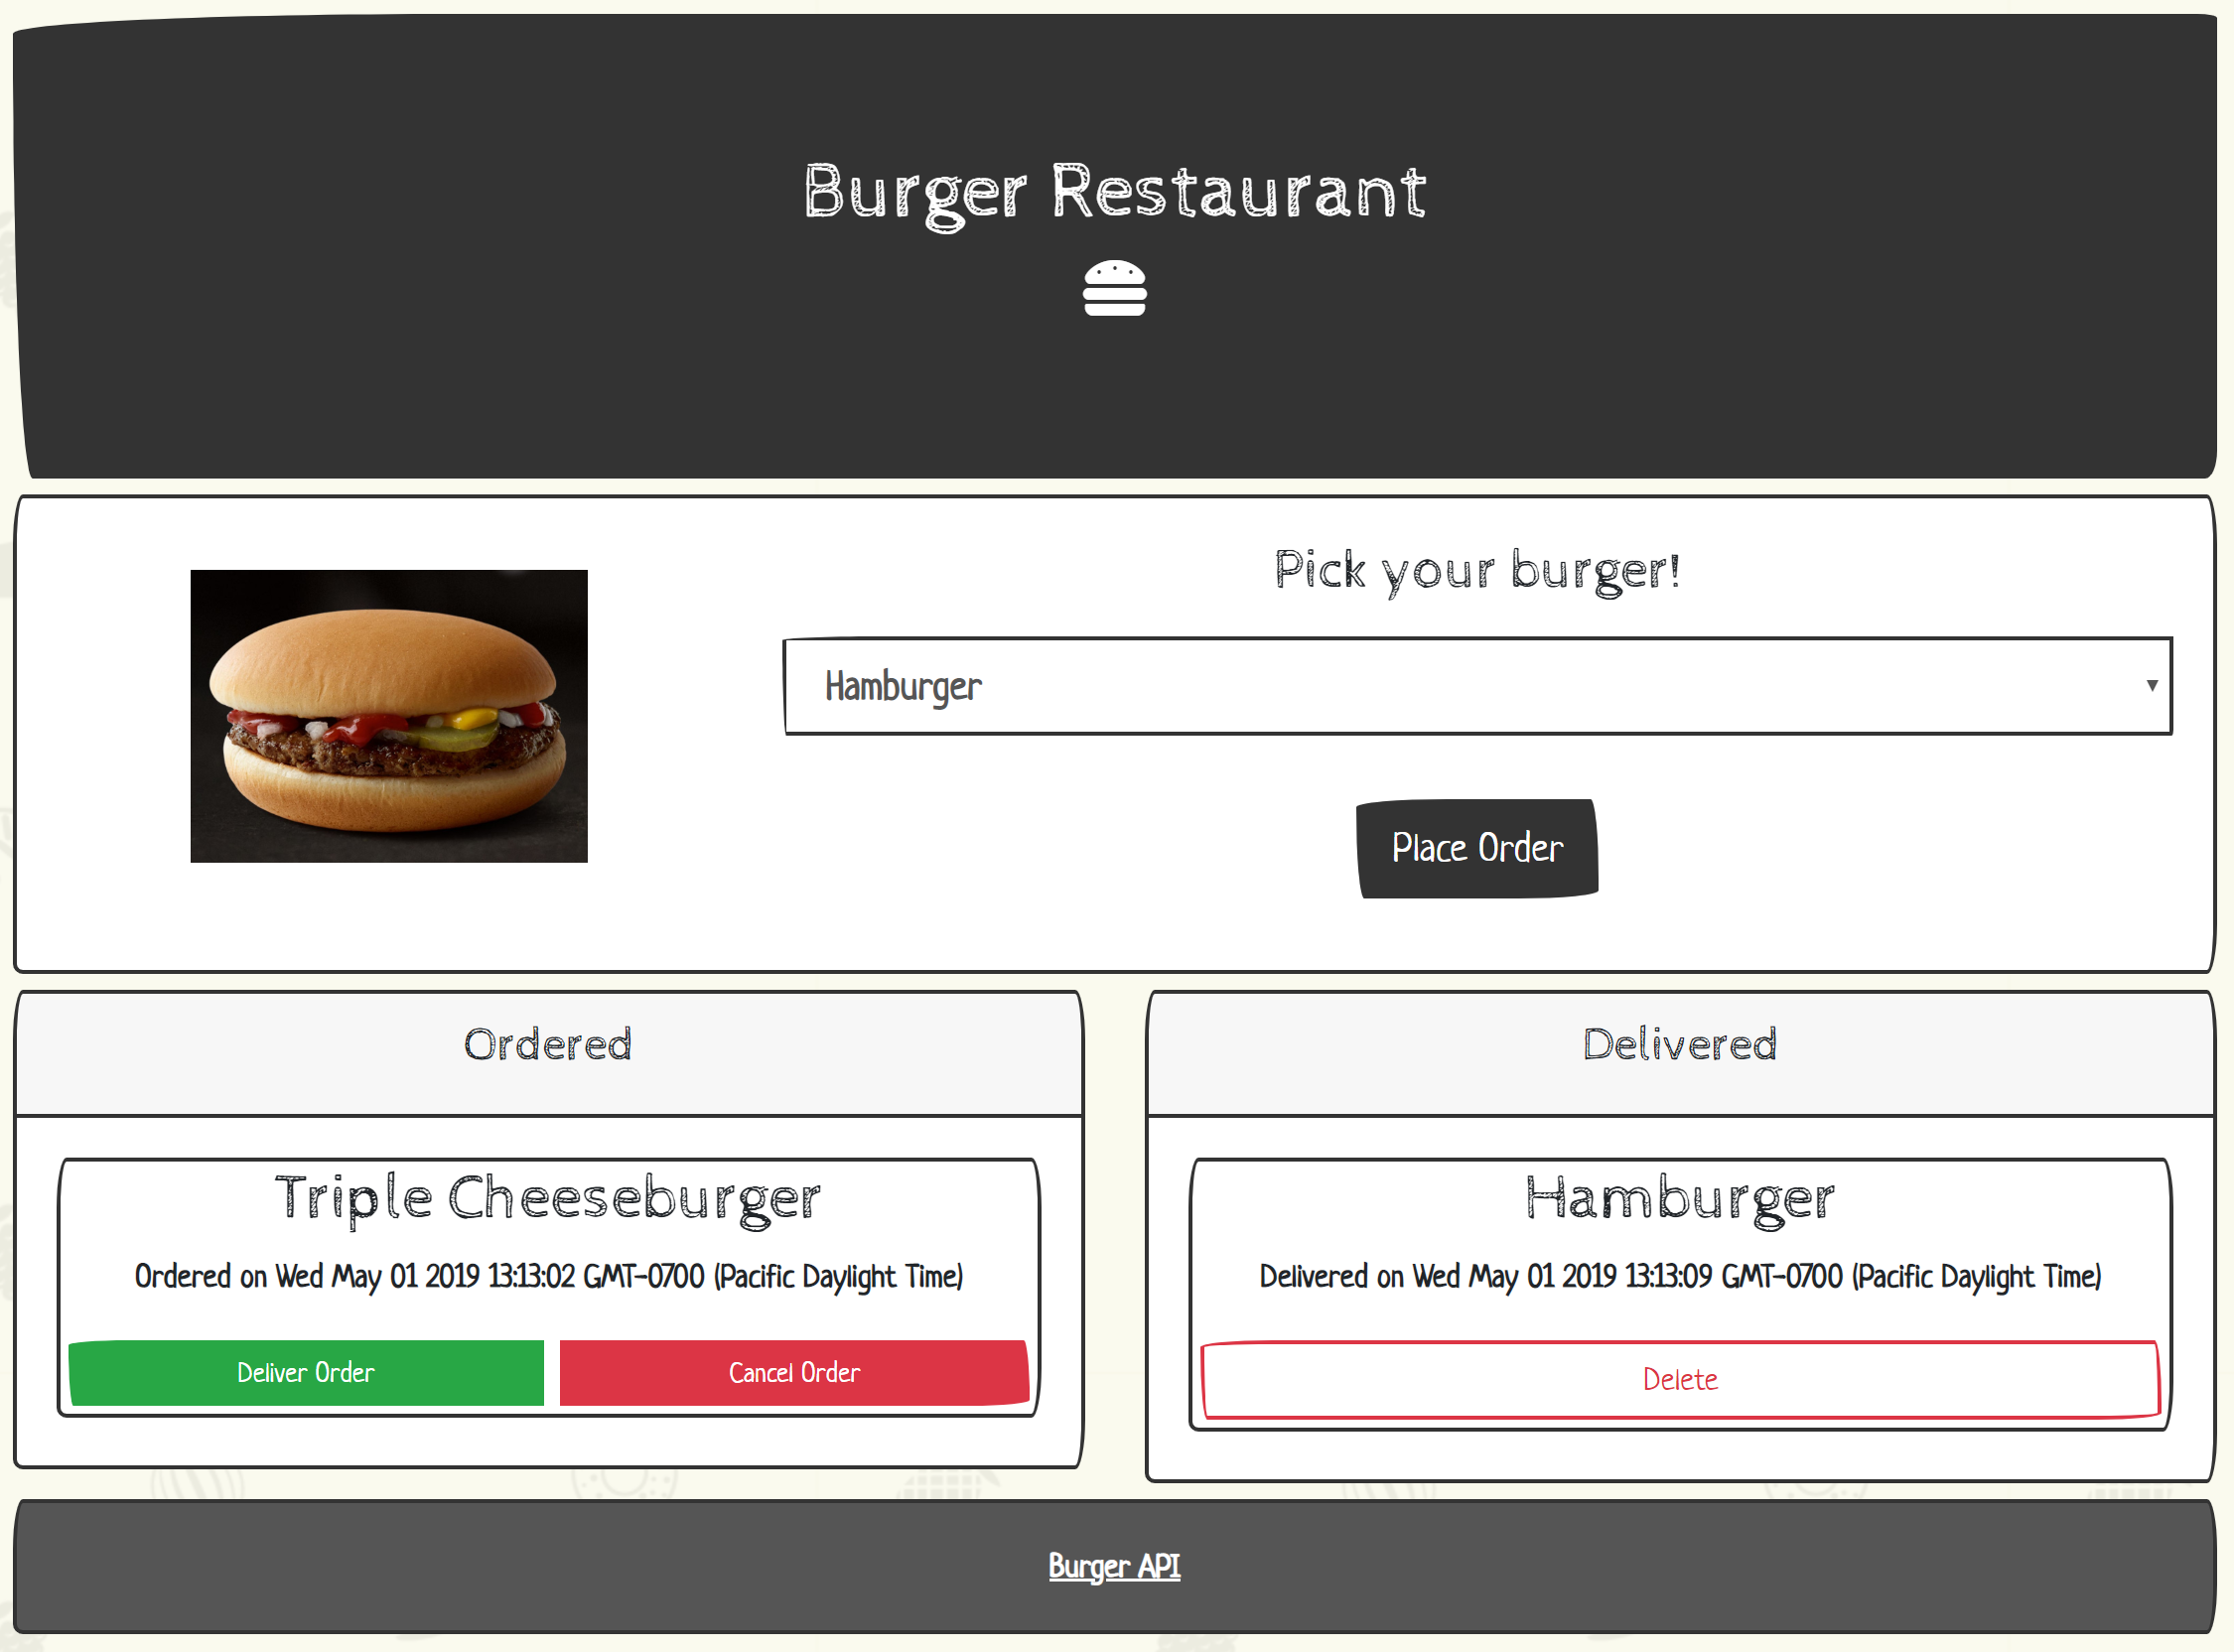 Burger Restaurant
Pick your burger!
Hamburger
Place Order
Ordered
Triple Cheeseburger
Ordered on Wed May 01 2019 13:13:02 GMT-0700 (Pacific Daylight Time)
Deliver Order
Cancel Order
Delivered
Hamburger
Delivered on Wed May 01 2019 13:13:09 GMT-0700 (Pacific Daylight Time)
Delete
Burger API